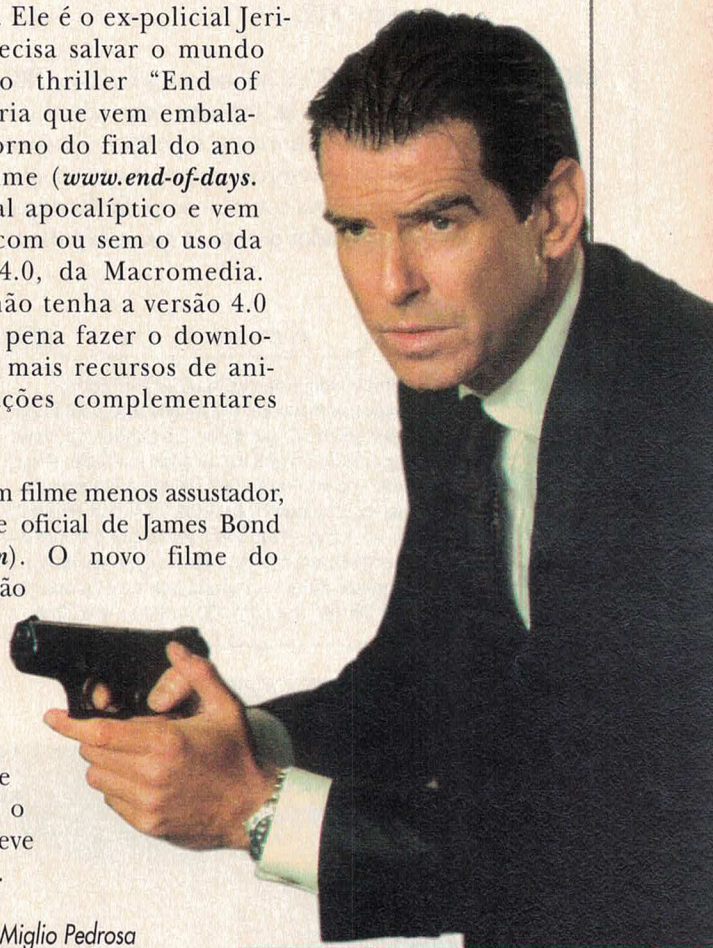 . Ele é o ex-policial Jeri-
ecisa salvar o mundo
o thriller “End of
ria que vem embala-
orno do final do ano
me (www.end-of-days.
al apocalíptico e vem
com ou sem o uso da
4.0, da Macromedia.
não tenha a versão 4.0
pena fazer o downlo-
mais recursos de ani-
ções complementares
m filme menos assustador,
e oficial de James Bond
m). O novo filme do
ão
e
o
eve
.
Miglio Pedrosa